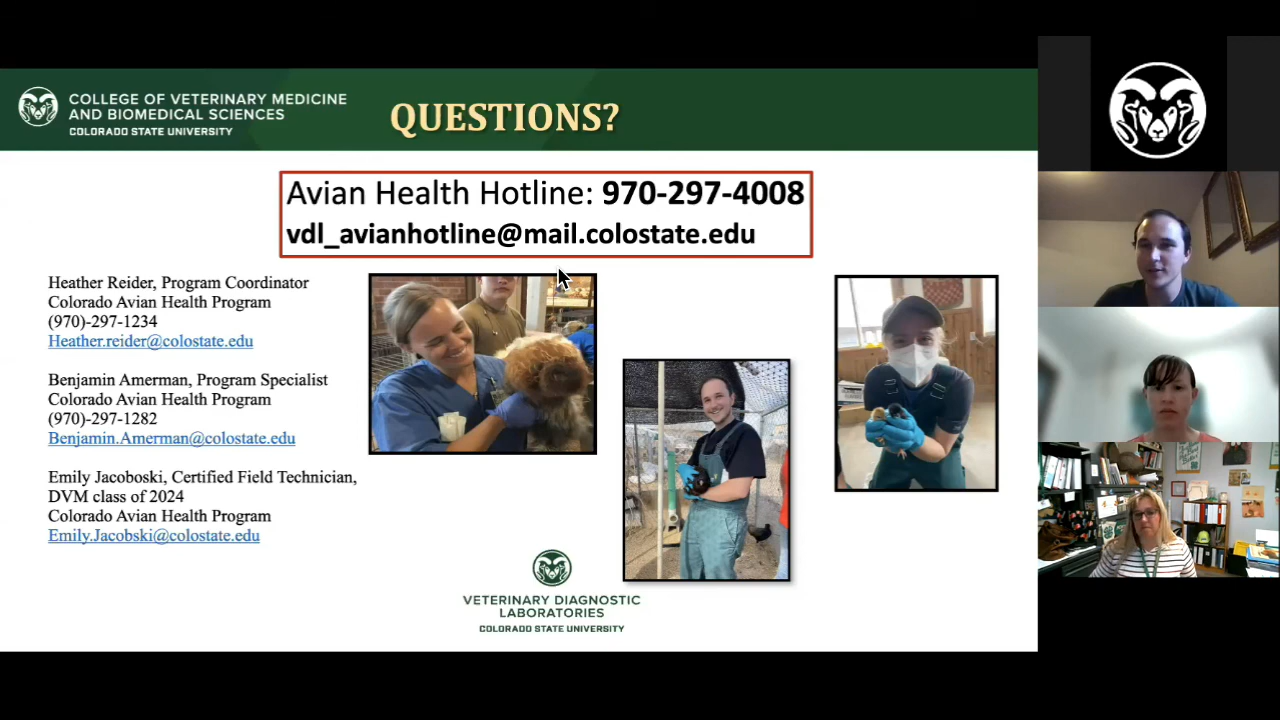 COLLEGE OF VETERINARY MEDICINE
AND BIOMEDICAL SCIENCES
COLORADO STATE UNIVERSITY
QUESTIONS?
Avian Health Hotline: 970-297-4008
vdl_avianhotline@mail.colostate.edu
Heather Reider, Program Coordinator
Colorado Avian Health Program
(970)-297-1234
Heather.reider@colostate.edu
Benjamin Amerman, Program Specialist
Colorado Avian Health Program
(970)-297-1282
Benjamin.Amerman@colostate.edu
Emily Jacoboski, Certified Field Technician,
DVM class of 2024
Colorado Avian Health Program
Emily.Jacobski@colostate.edu
VETERINARY DIAGNOSTIC
LABORATORIES
COLORADO STATE UNIVERSITY